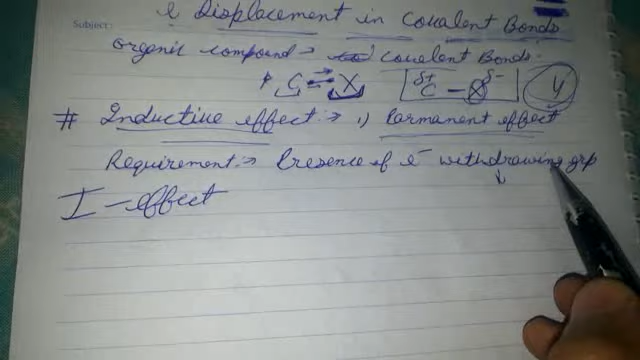 e Displacement in Covalent Bonds
Subject:
organic compound → Covalent Bonds.
C ⇌ X δ+ C − X δ− Y
# Inductive effect :→ 1) Permanant effect
Requirement :→ Presence of e⁻ withdrawing grp
I − effect